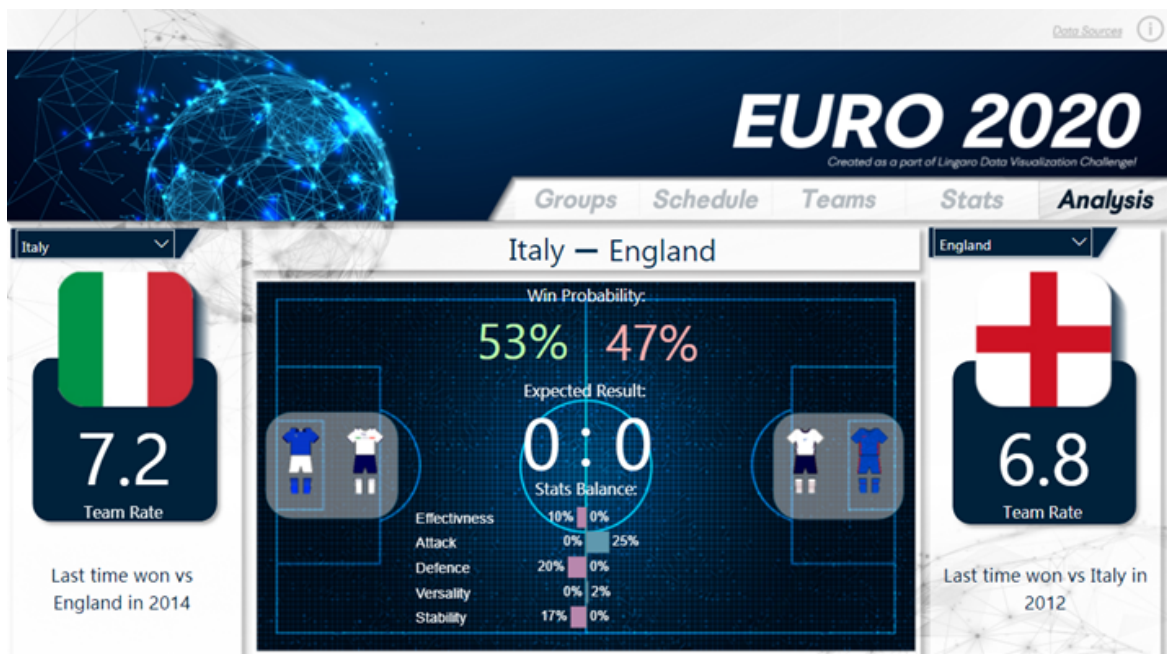 Data Sources i
EURO 2020
Created as a part of Lingaro Data Visualization Challenge!
Groups Schedule Teams Stats Analysis
Italy
Italy — England
England
Win Probability:
53% 47%
Expected Result:
0 : 0
7.2
Team Rate
6.8
Team Rate
Stats Balance:
Effectivness 10% 0%
Attack 0% 25%
Defence 20% 0%
Versality 0% 2%
Stability 17% 0%
Last time won vs
England in 2014
Last time won vs Italy in
2012